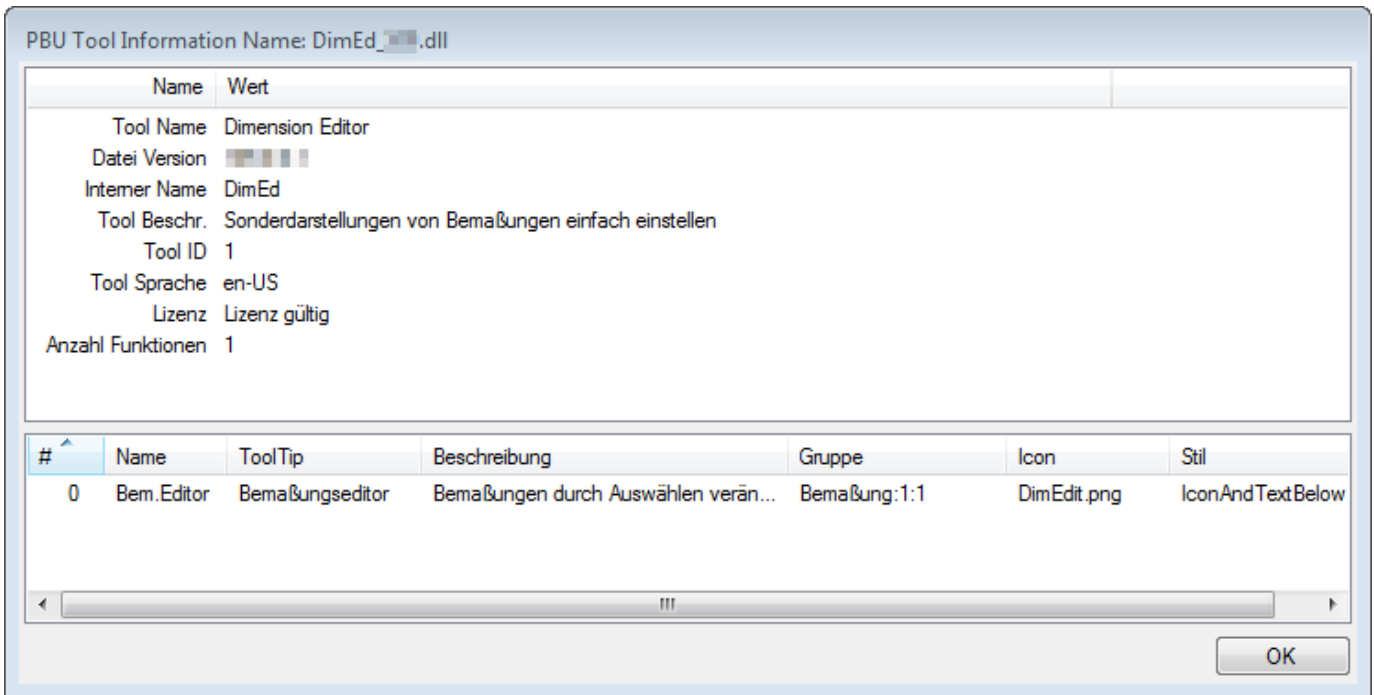 PBU Tool Information Name: DimEd_ .dll
Name Wert
Tool Name Dimension Editor
Datei Version
Interner Name DimEd
Tool Beschr. Sonderdarstellungen von Bemaßungen einfach einstellen
Tool ID 1
Tool Sprache en-US
Lizenz Lizenz gültig
Anzahl Funktionen 1
# Name ToolTip Beschreibung Gruppe Icon Stil
0 Bem.Editor Bemaßungseditor Bemaßungen durch Auswählen verän... Bemaßung:1:1 DimEdit.png IconAndTextBelow
OK